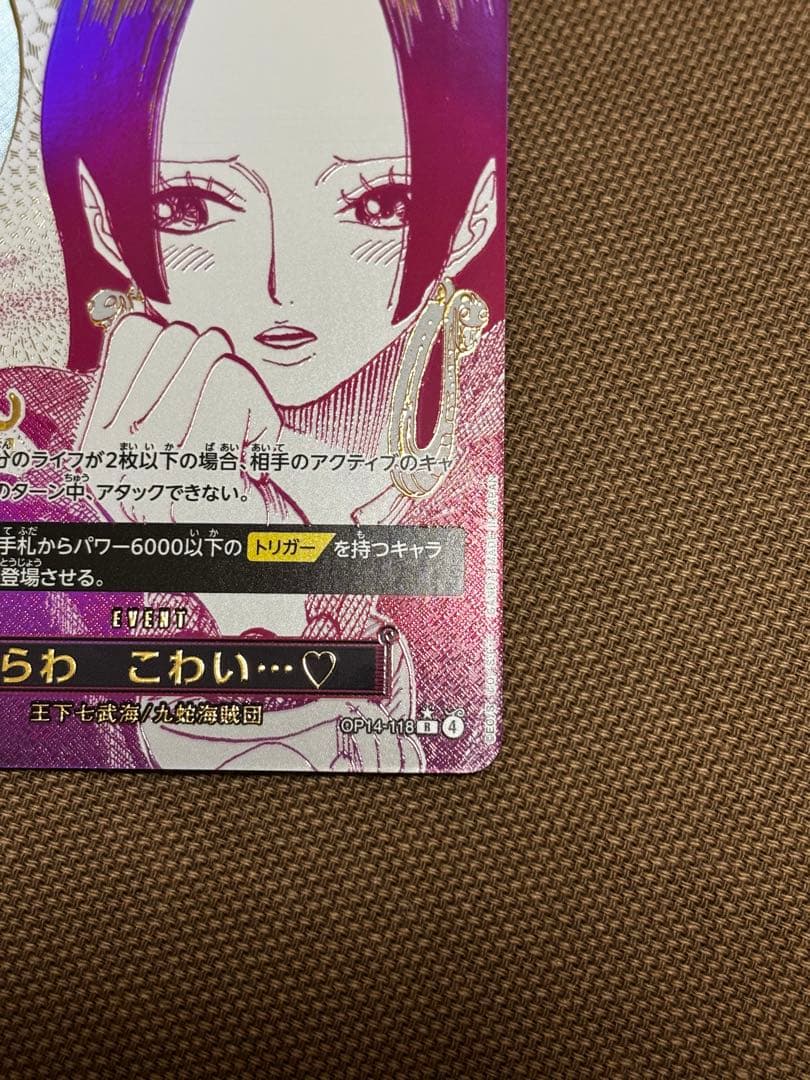 分のライフが2枚以下の場合、相手のアクティブのキャ
のターン中、アタックできない。
手札からパワー6000以下の トリガー を持つキャラ
登場させる。
EVENT
らわ こわい…♡
王下七武海/九蛇海賊団
OP14-118 R 4